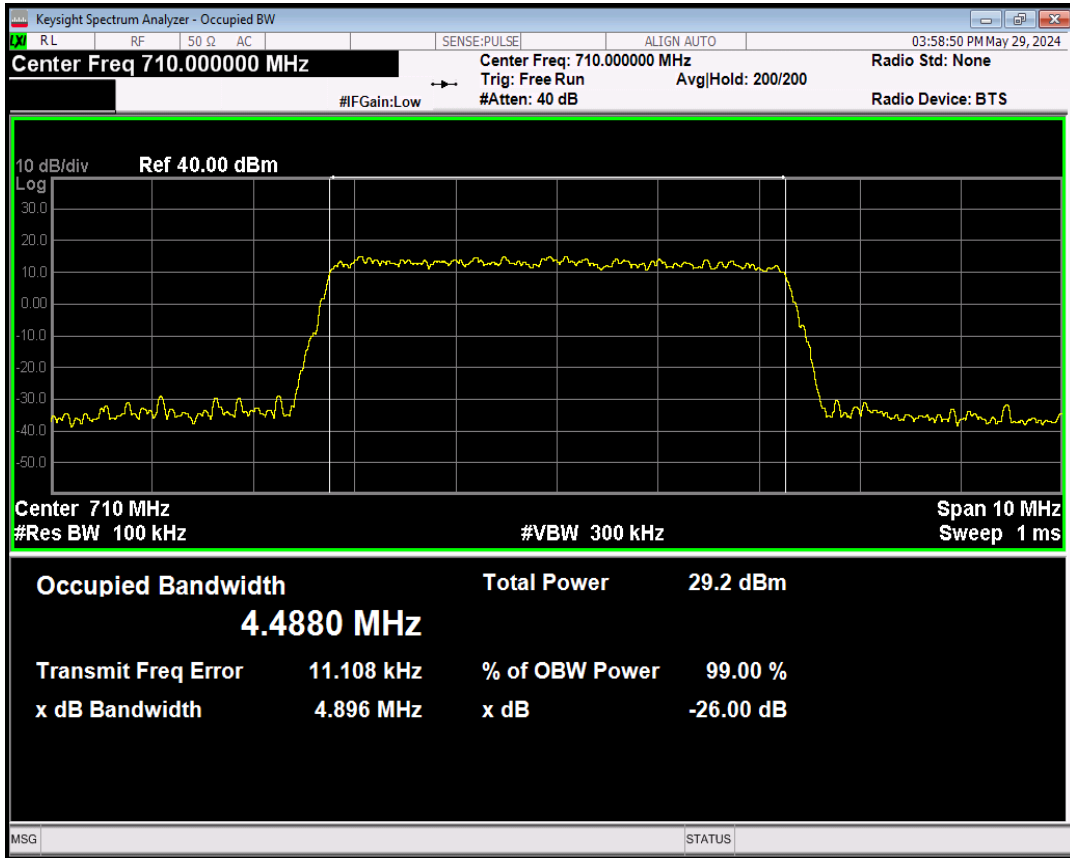 Keysight Spectrum Analyzer - Occupied BW
LXI RL RF 50 Ω AC SENSE:PULSE ALIGN AUTO 03:58:50 PM May 29, 2024
Center Freq 710.000000 MHz Center Freq: 710.000000 MHz Radio Std: None
Trig: Free Run Avg|Hold: 200/200
#IFGain:Low #Atten: 40 dB Radio Device: BTS
10 dB/div Ref 40.00 dBm
Log
30.0
20.0
10.0
0.00
-10.0
-20.0
-30.0
-40.0
-50.0
Center 710 MHz Span 10 MHz
#Res BW 100 kHz #VBW 300 kHz Sweep 1 ms
Occupied Bandwidth Total Power 29.2 dBm
4.4880 MHz
Transmit Freq Error 11.108 kHz % of OBW Power 99.00 %
x dB Bandwidth 4.896 MHz x dB -26.00 dB
MSG STATUS